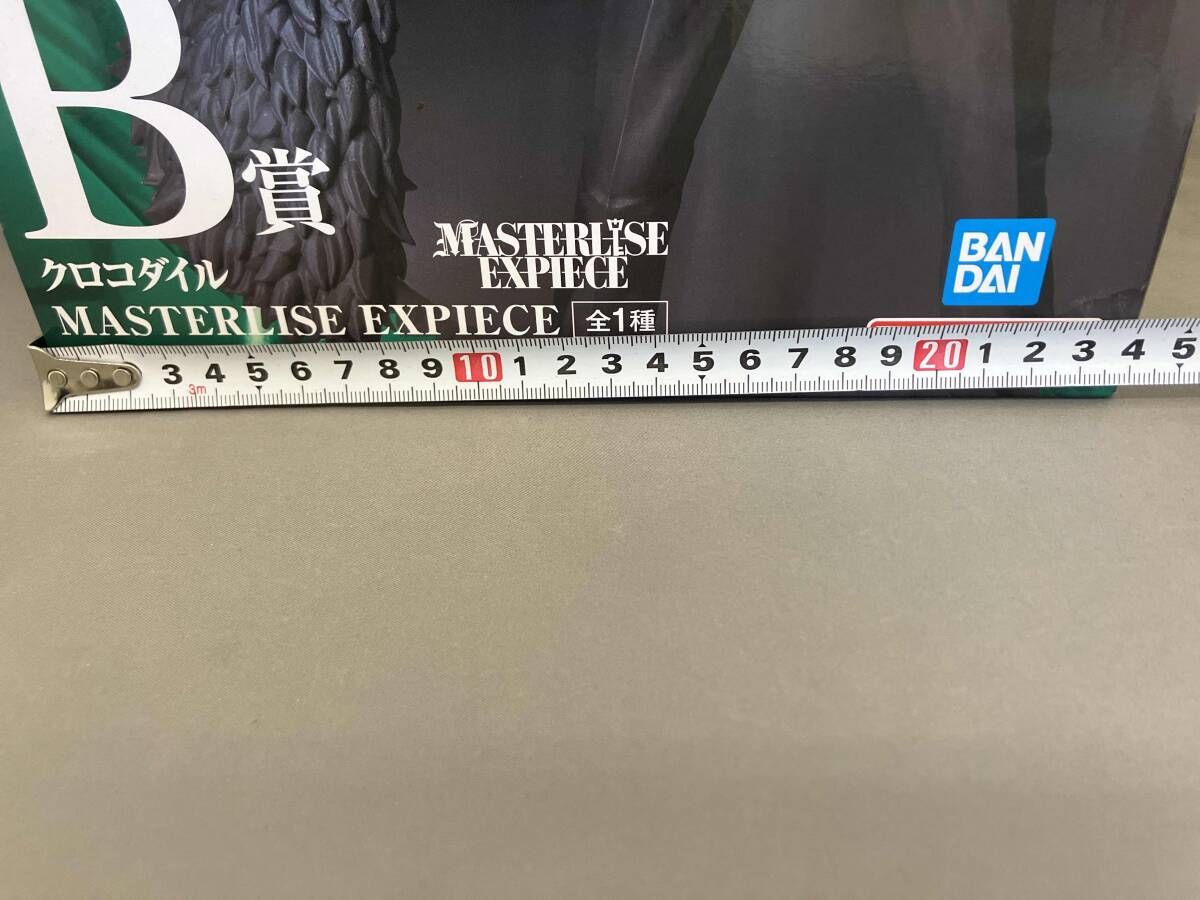 B賞
クロコダイル
MASTERLISE
EXPIECE
MASTERLISE EXPIECE 全1種
BAN
DAI
3 4 5 6 7 8 9 10 1 2 3 4 5 6 7 8 9 20 1 2 3 4 5
3m